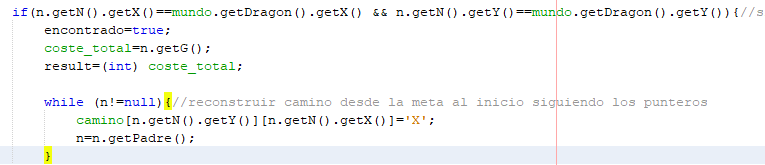 if(n.getN().getX()==mundo.getDragon().getX() && n.getN().getY()==mundo.getDragon().getY()){//s
encontrado=true;
coste_total=n.getG();
result=(int) coste_total;
while (n!=null){//reconstruir camino desde la meta al inicio siguiendo los punteros
camino[n.getN().getY()][n.getN().getX()]='X';
n=n.getPadre();
}